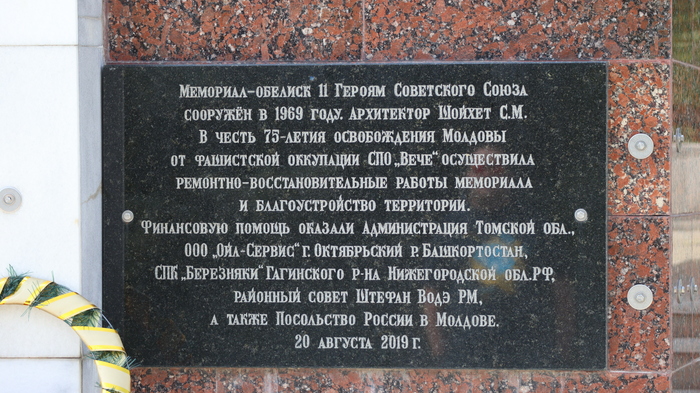 Мемориал-обелиск 11 Героям Советского Союза
сооружён в 1969 году. Архитектор Шойхет С.М.
В честь 75-летия освобождения Молдовы
от фашистской оккупации СПО „Вече“ осуществила
ремонтно-восстановительные работы мемориала
и благоустройство территории.
Финансовую помощь оказали Администрация Томской обл.,
ООО „Ойл-Сервис“ г. Октябрьский р. Башкортостан,
СПК „Березняки“ Гагинского р-на Нижегородской обл. РФ,
районный совет Штефан Водэ РМ,
а также Посольство России в Молдове.
20 августа 2019 г.